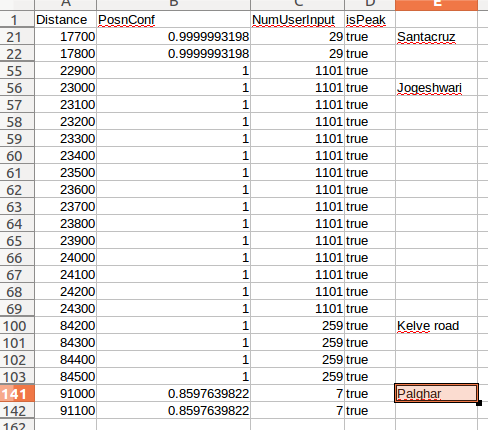 A B C D E
1 Distance PosnConf NumUserInput isPeak
21 17700 0.9999993198 29 true Santacruz
22 17800 0.9999993198 29 true
55 22900 1 1101 true
56 23000 1 1101 true Jogeshwari
57 23100 1 1101 true
58 23200 1 1101 true
59 23300 1 1101 true
60 23400 1 1101 true
61 23500 1 1101 true
62 23600 1 1101 true
63 23700 1 1101 true
64 23800 1 1101 true
65 23900 1 1101 true
66 24000 1 1101 true
67 24100 1 1101 true
68 24200 1 1101 true
69 24300 1 1101 true
100 84200 1 259 true Kelve road
101 84300 1 259 true
102 84400 1 259 true
103 84500 1 259 true
141 91000 0.8597639822 7 true Palghar
142 91100 0.8597639822 7 true
162